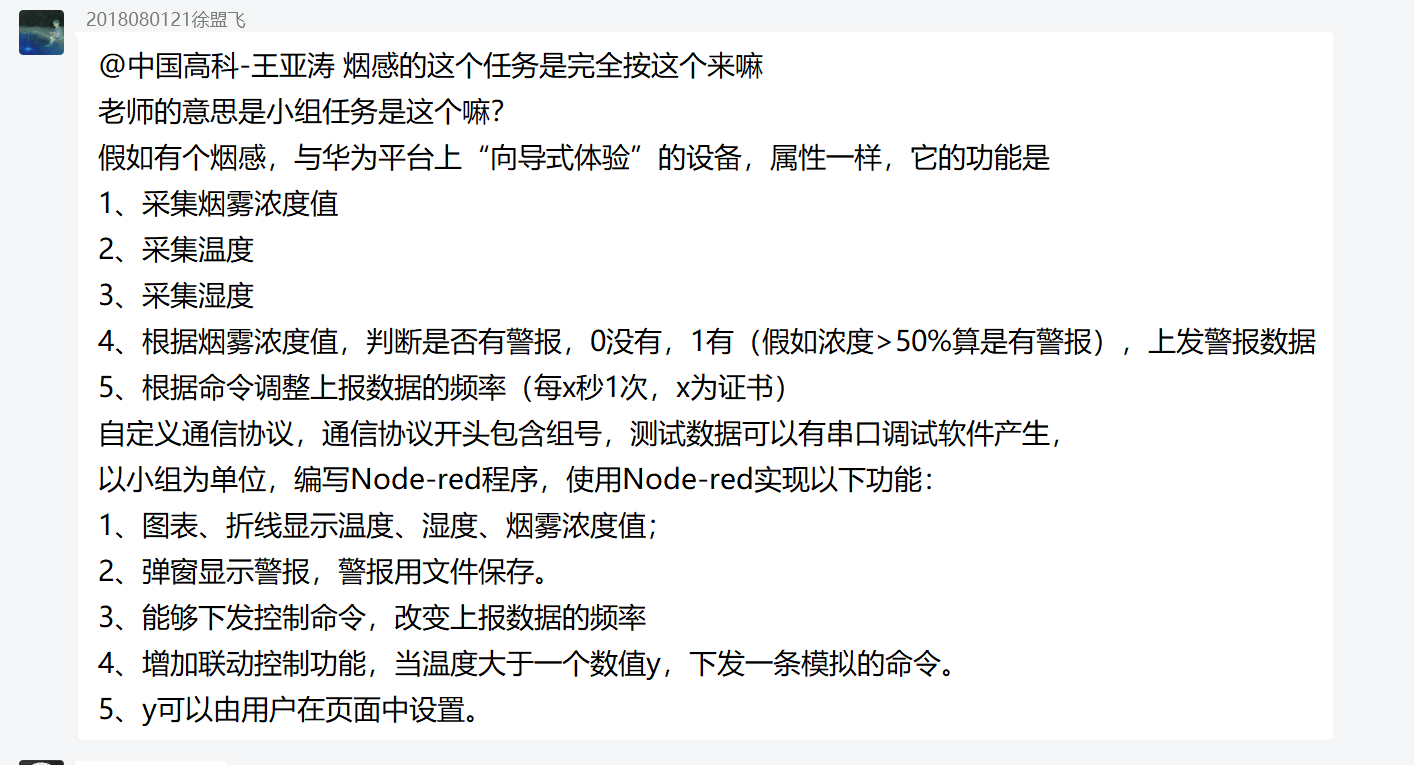 2018080121徐盟飞
@中国高科-王亚涛 烟感的这个任务是完全按这个来嘛
老师的意思是小组任务是这个嘛？
假如有个烟感，与华为平台上“向导式体验”的设备，属性一样，它的功能是
1、采集烟雾浓度值
2、采集温度
3、采集湿度
4、根据烟雾浓度值，判断是否有警报，0没有，1有（假如浓度>50%算是有警报），上发警报数据
5、根据命令调整上报数据的频率（每x秒1次，x为证书）
自定义通信协议，通信协议开头包含组号，测试数据可以有串口调试软件产生，
以小组为单位，编写Node-red程序，使用Node-red实现以下功能：
1、图表、折线显示温度、湿度、烟雾浓度值；
2、弹窗显示警报，警报用文件保存。
3、能够下发控制命令，改变上报数据的频率
4、增加联动控制功能，当温度大于一个数值y，下发一条模拟的命令。
5、y可以由用户在页面中设置。